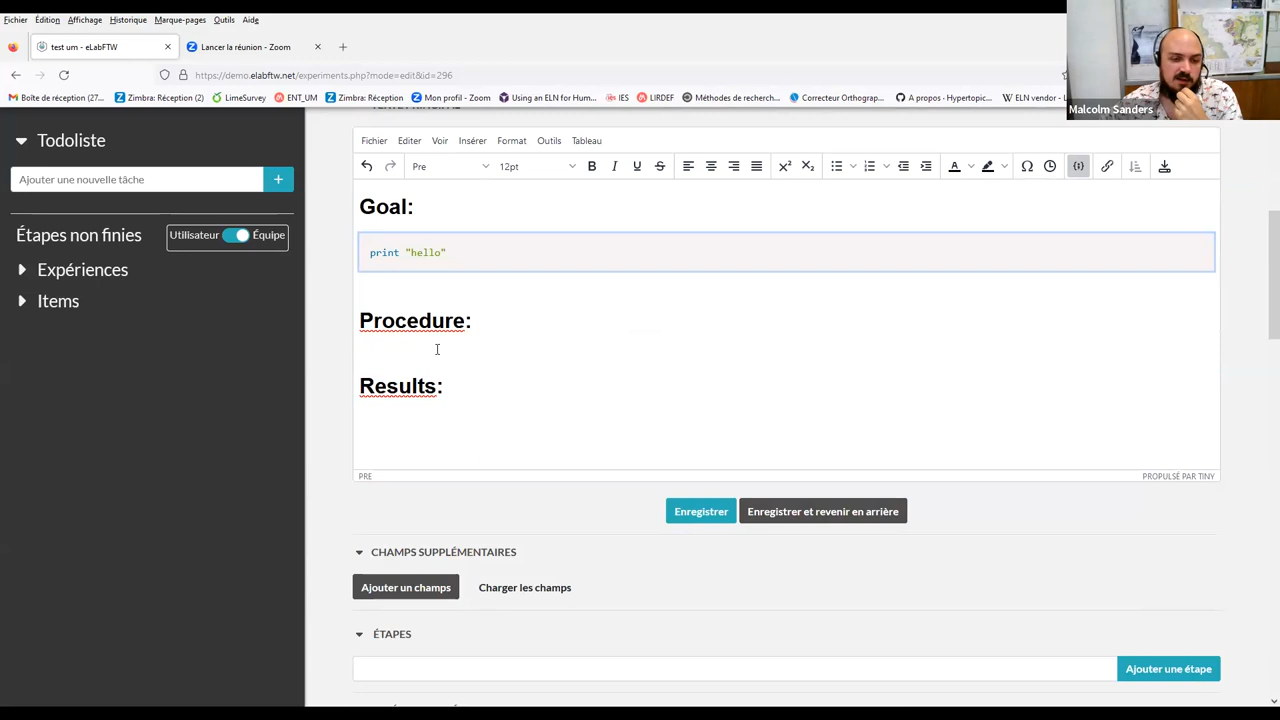 Fichier Édition Affichage Historique Marque-pages Outils Aide
test um - eLabFTW
Lancer la réunion - Zoom
https://demo.elabftw.net/experiments.php?mode=edit&id=296
Boîte de réception (27...
Zimbra: Réception (2)
LimeSurvey
ENT_UM
Zimbra: Réception
Mon profil - Zoom
Using an ELN for Hum...
IES
LIRDEF
Méthodes de recherch...
Correcteur Orthograp...
A propos - Hypertopic...
ELN vendor - U
Malcolm Sanders
Todoliste
Ajouter une nouvelle tâche
+
Étapes non finies
Utilisateur
Équipe
Expériences
Items
Fichier Editer Voir Insérer Format Outils Tableau
Pre 12pt B I U S
Goal:
print "hello"
Procedure:
Results:
PRE
PROPULSÉ PAR TINY
Enregistrer
Enregistrer et revenir en arrière
CHAMPS SUPPLÉMENTAIRES
Ajouter un champs
Charger les champs
ÉTAPES
Ajouter une étape